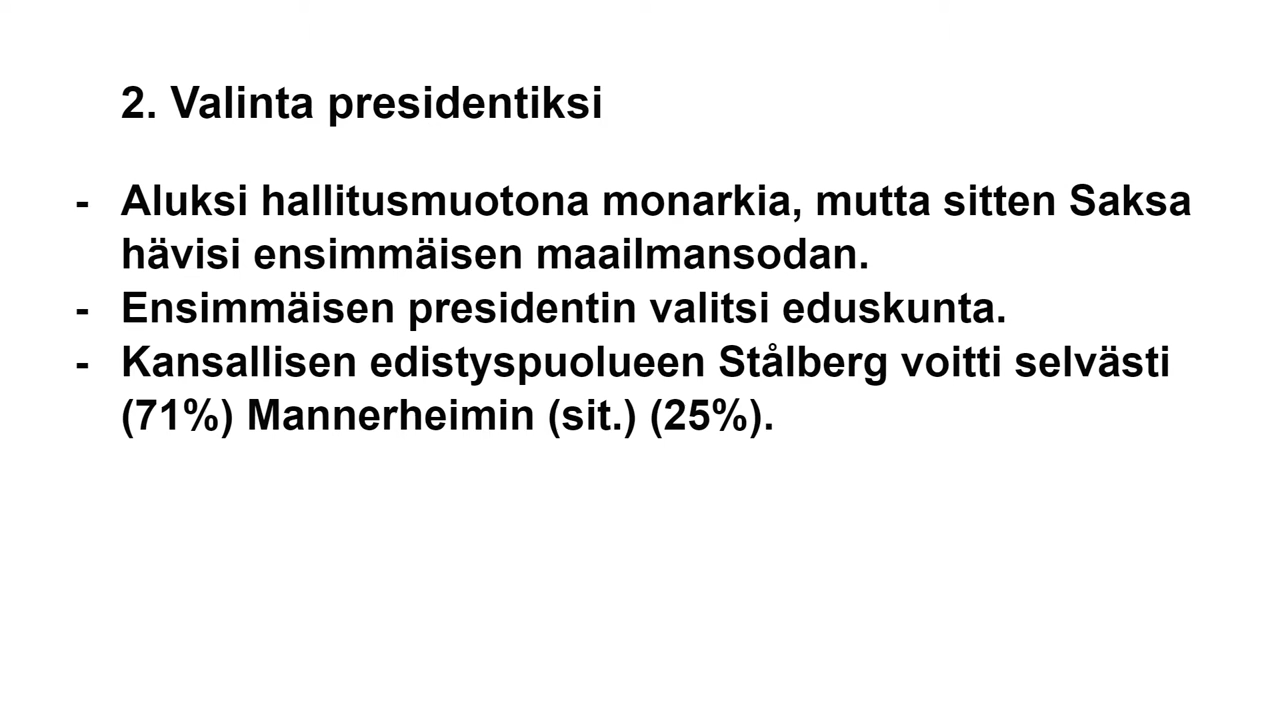 2. Valinta presidentiksi
- Aluksi hallitusmuotona monarkia, mutta sitten Saksa
hävisi ensimmäisen maailmansodan.
- Ensimmäisen presidentin valitsi eduskunta.
- Kansallisen edistyspuolueen Stålberg voitti selvästi
(71%) Mannerheimin (sit.) (25%).